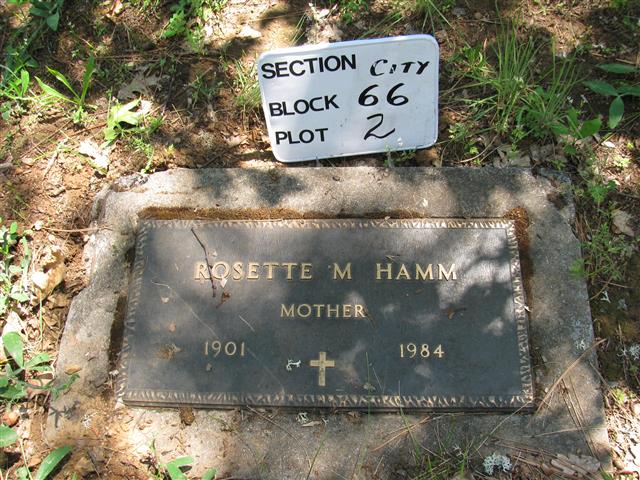 SECTION CITY
BLOCK 66
PLOT 2
ROSETTE M HAMM
MOTHER
1901 1984